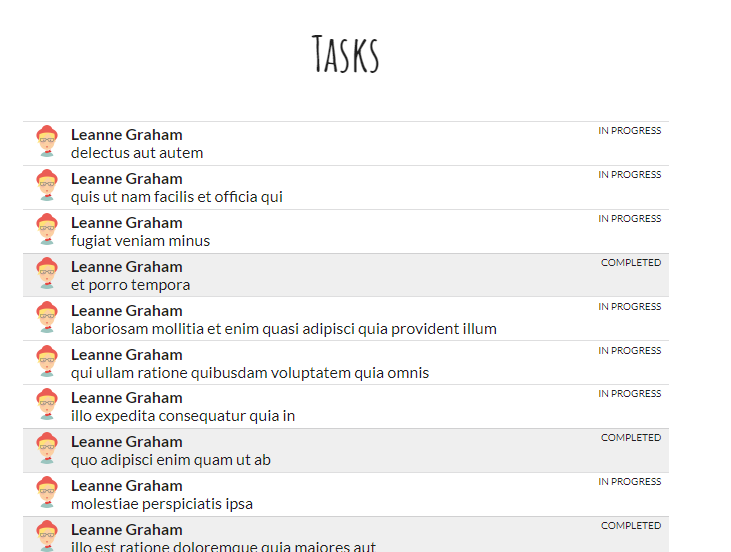 Tasks
Leanne Graham
IN PROGRESS
delectus aut autem
Leanne Graham
IN PROGRESS
quis ut nam facilis et officia qui
Leanne Graham
IN PROGRESS
fugiat veniam minus
Leanne Graham
COMPLETED
et porro tempora
Leanne Graham
IN PROGRESS
laboriosam mollitia et enim quasi adipisci quia provident illum
Leanne Graham
IN PROGRESS
qui ullam ratione quibusdam voluptatem quia omnis
Leanne Graham
IN PROGRESS
illo expedita consequatur quia in
Leanne Graham
COMPLETED
quo adipisci enim quam ut ab
Leanne Graham
IN PROGRESS
molestiae perspiciatis ipsa
Leanne Graham
COMPLETED
illo est ratione doloremque quia maiores aut